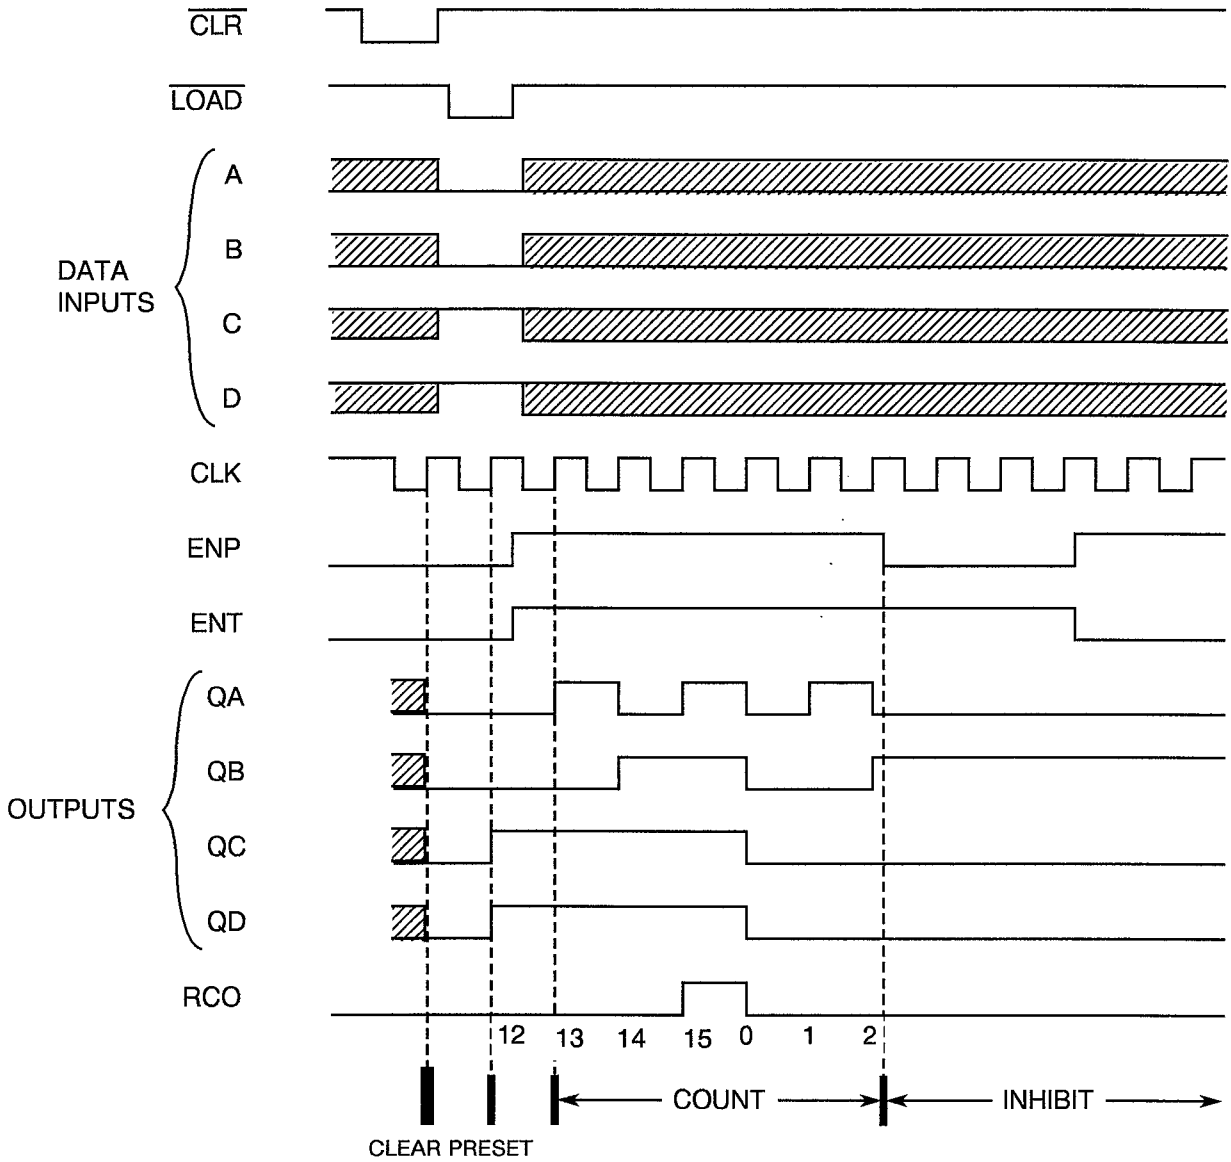 CLR
LOAD
A
B
DATA
INPUTS
C
D
CLK
ENP
ENT
QA
QB
OUTPUTS
QC
QD
RCO
12 13 14 15 0 1 2
COUNT INHIBIT
CLEAR PRESET